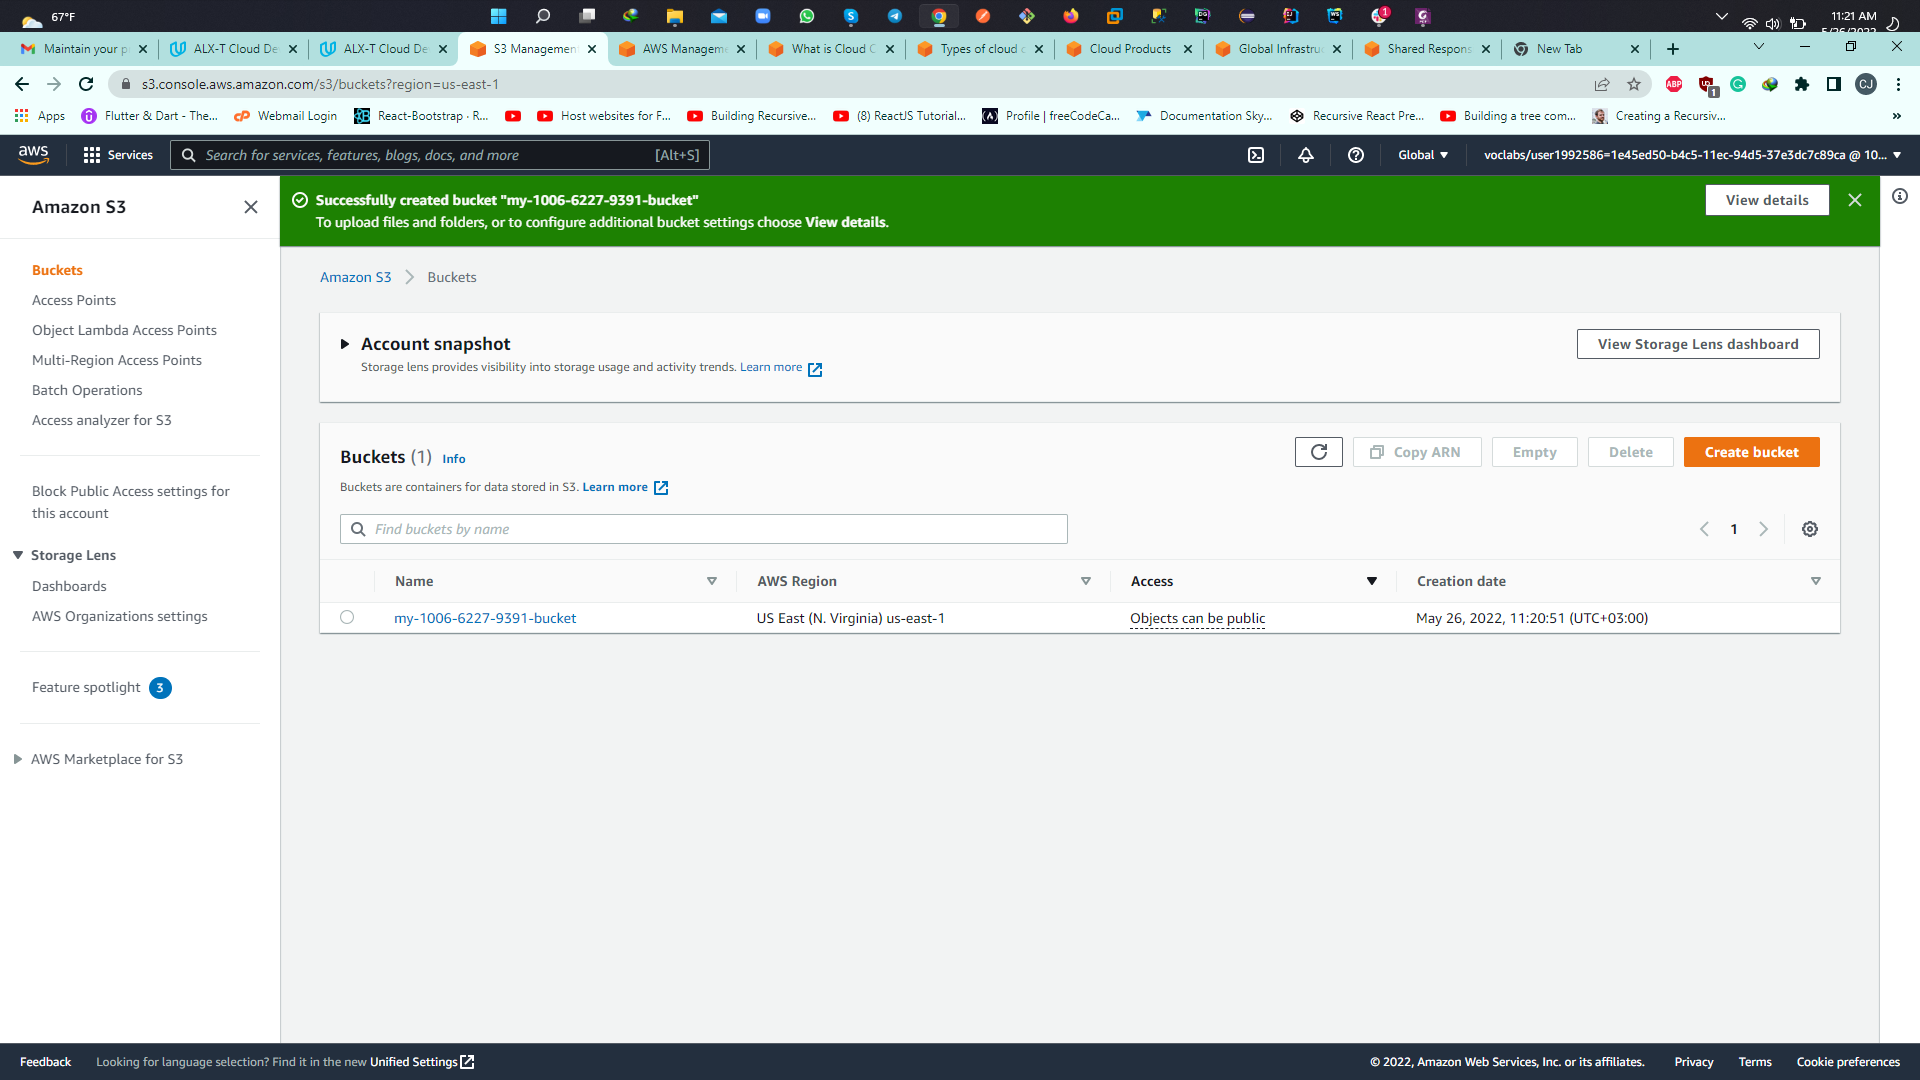 67°F
11:21 AM
5/26/2022
Maintain your p
ALX-T Cloud De
ALX-T Cloud De
S3 Management
AWS Manageme
What is Cloud C
Types of cloud c
Cloud Products
Global Infrastruc
Shared Respons
New Tab
s3.console.aws.amazon.com/s3/buckets?region=us-east-1
ABP
1
CJ
Apps
Flutter & Dart - The...
Webmail Login
React-Bootstrap · R...
Host websites for F...
Building Recursive...
(8) ReactJS Tutorial...
Profile | freeCodeCa...
Documentation Sky...
Recursive React Pre...
Building a tree com...
Creating a Recursiv...
»
aws
Services
Search for services, features, blogs, docs, and more
[Alt+S]
Global
voclabs/user1992586=1e45ed50-b4c5-11ec-94d5-37e3dc7c89ca @ 10...
Amazon S3
Buckets
Access Points
Object Lambda Access Points
Multi-Region Access Points
Batch Operations
Access analyzer for S3
Block Public Access settings for
this account
Storage Lens
Dashboards
AWS Organizations settings
Feature spotlight 3
AWS Marketplace for S3
Successfully created bucket "my-1006-6227-9391-bucket"
To upload files and folders, or to configure additional bucket settings choose View details.
View details
Amazon S3
Buckets
Account snapshot
Storage lens provides visibility into storage usage and activity trends. Learn more
View Storage Lens dashboard
Buckets (1) Info
Buckets are containers for data stored in S3. Learn more
Copy ARN
Empty
Delete
Create bucket
Find buckets by name
1
Name
AWS Region
Access
Creation date
my-1006-6227-9391-bucket
US East (N. Virginia) us-east-1
Objects can be public
May 26, 2022, 11:20:51 (UTC+03:00)
Feedback
Looking for language selection? Find it in the new Unified Settings
© 2022, Amazon Web Services, Inc. or its affiliates.
Privacy
Terms
Cookie preferences